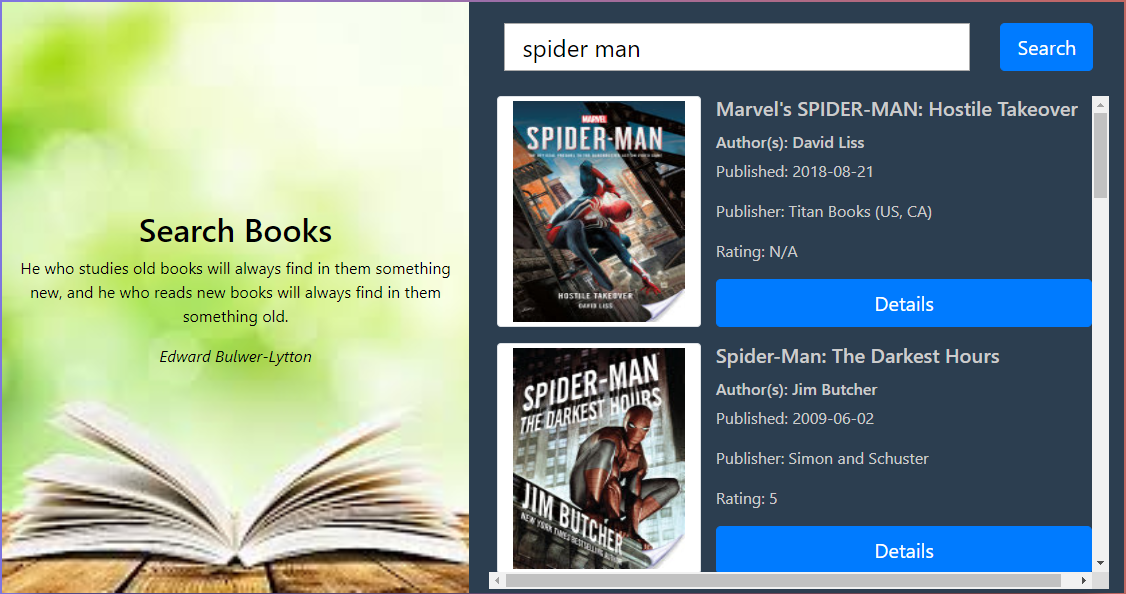 Search Books
He who studies old books will always find in them something
new, and he who reads new books will always find in them
something old.
Edward Bulwer-Lytton
spider man
Search
MARVEL
SPIDER-MAN
HOSTILE TAKEOVER
DAVID LISS
Marvel's SPIDER-MAN: Hostile Takeover
Author(s): David Liss
Published: 2018-08-21
Publisher: Titan Books (US, CA)
Rating: N/A
Details
SPIDER-MAN
THE DARKEST HOURS
JIM BUTCHER
NEW YORK TIMES BESTSELLING AUTHOR
Spider-Man: The Darkest Hours
Author(s): Jim Butcher
Published: 2009-06-02
Publisher: Simon and Schuster
Rating: 5
Details